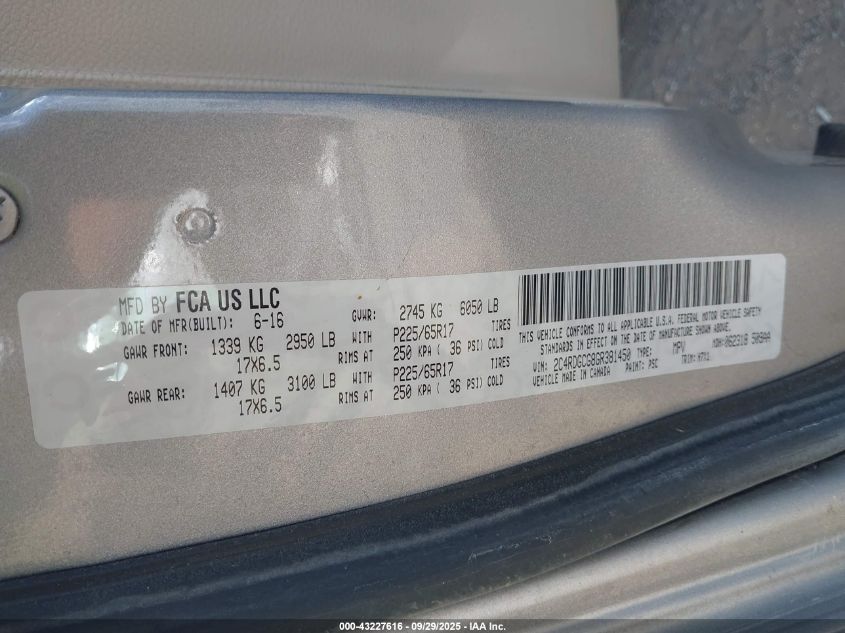 MFD BY FCA US LLC
DATE OF MFR(BUILT): 6-16 GVWR: 2745 KG 6050 LB
GAWR FRONT: 1339 KG 2950 LB WITH P225/65R17 TIRES
17X6.5 RIMS AT 250 KPA ( 36 PSI) COLD
GAWR REAR: 1407 KG 3100 LB WITH P225/65R17 TIRES
17X6.5 RIMS AT 250 KPA ( 36 PSI) COLD
THIS VEHICLE CONFORMS TO ALL APPLICABLE U.S.A. FEDERAL MOTOR VEHICLE SAFETY
STANDARDS IN EFFECT ON THE DATE OF MANUFACTURE SHOWN ABOVE.
VIN: 2C4RDGCG8GR381450 TYPE: MPV MDH: 062318 509AA
VEHICLE MADE IN CANADA PAINT: PSC TRIM:
000-43227616 - 09/29/2025 - IAA Inc.